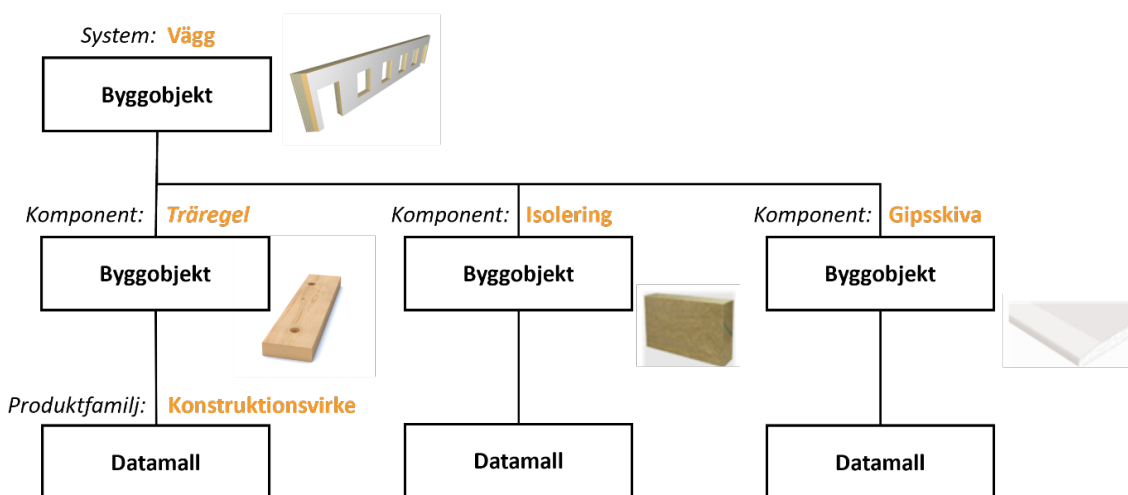 System: Vägg
Byggobjekt
Komponent: Träregel
Komponent: Isolering
Komponent: Gipsskiva
Byggobjekt
Byggobjekt
Byggobjekt
Produktfamilj: Konstruktionsvirke
Datamall
Datamall
Datamall